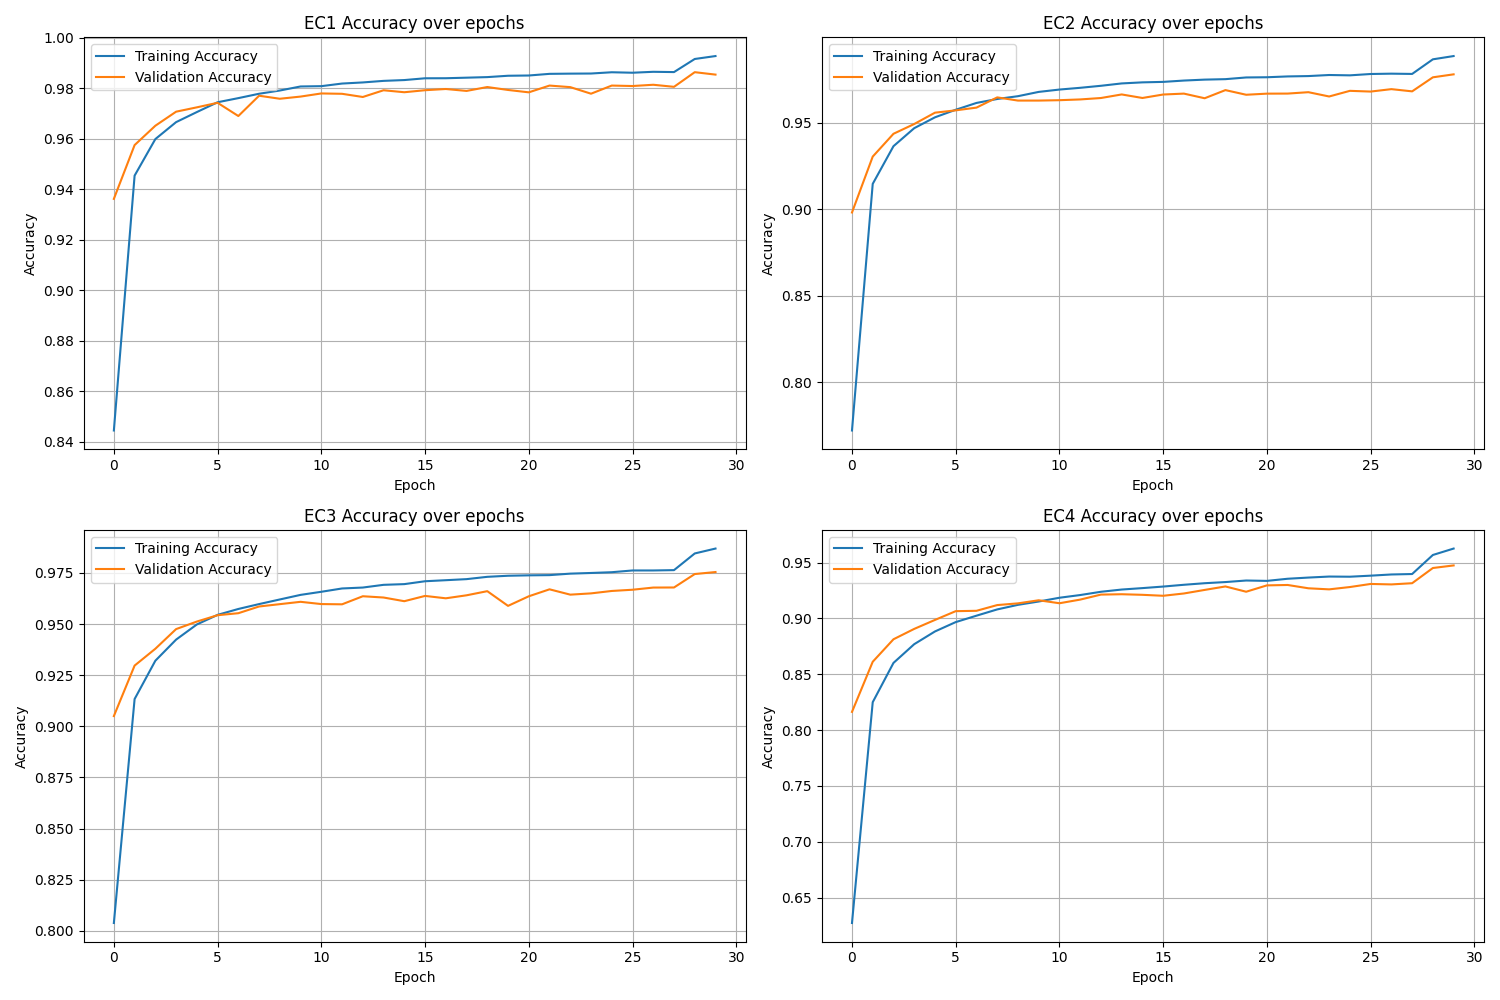 EC1 Accuracy over epochs
Training Accuracy
Validation Accuracy
1.00
0.98
0.96
0.94
0.92
0.90
0.88
0.86
0.84
Accuracy
0 5 10 15 20 25 30
Epoch
EC2 Accuracy over epochs
Training Accuracy
Validation Accuracy
0.95
0.90
0.85
0.80
Accuracy
0 5 10 15 20 25 30
Epoch
EC3 Accuracy over epochs
Training Accuracy
Validation Accuracy
0.975
0.950
0.925
0.900
0.875
0.850
0.825
0.800
Accuracy
0 5 10 15 20 25 30
Epoch
EC4 Accuracy over epochs
Training Accuracy
Validation Accuracy
0.95
0.90
0.85
0.80
0.75
0.70
0.65
Accuracy
0 5 10 15 20 25 30
Epoch